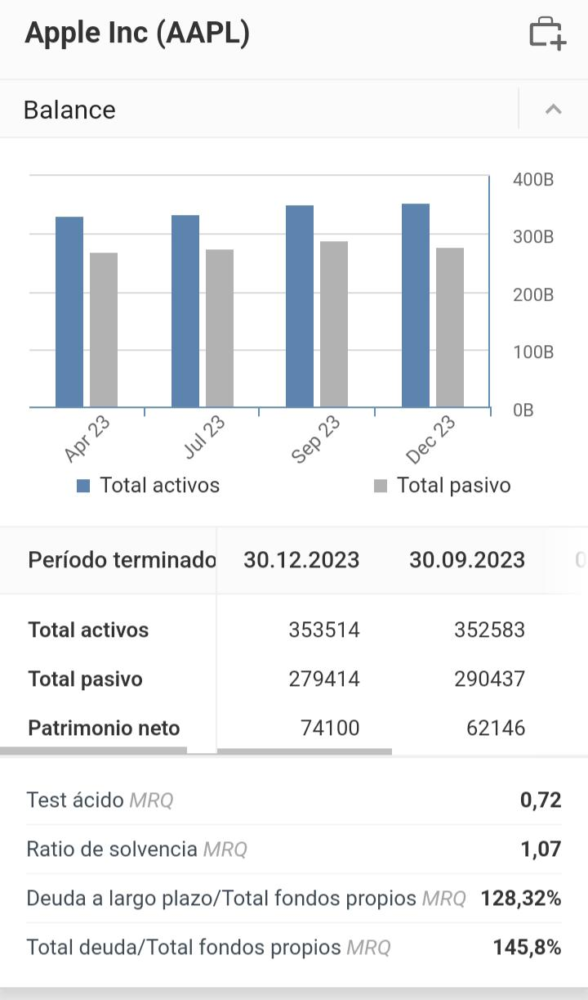 Apple Inc (AAPL)
Balance
400B
300B
200B
100B
0B
Apr 23 Jul 23 Sep 23 Dec 23
Total activos Total pasivo
Período terminado 30.12.2023 30.09.2023 0
Total activos 353514 352583
Total pasivo 279414 290437
Patrimonio neto 74100 62146
Test ácido MRQ 0,72
Ratio de solvencia MRQ 1,07
Deuda a largo plazo/Total fondos propios MRQ 128,32%
Total deuda/Total fondos propios MRQ 145,8%